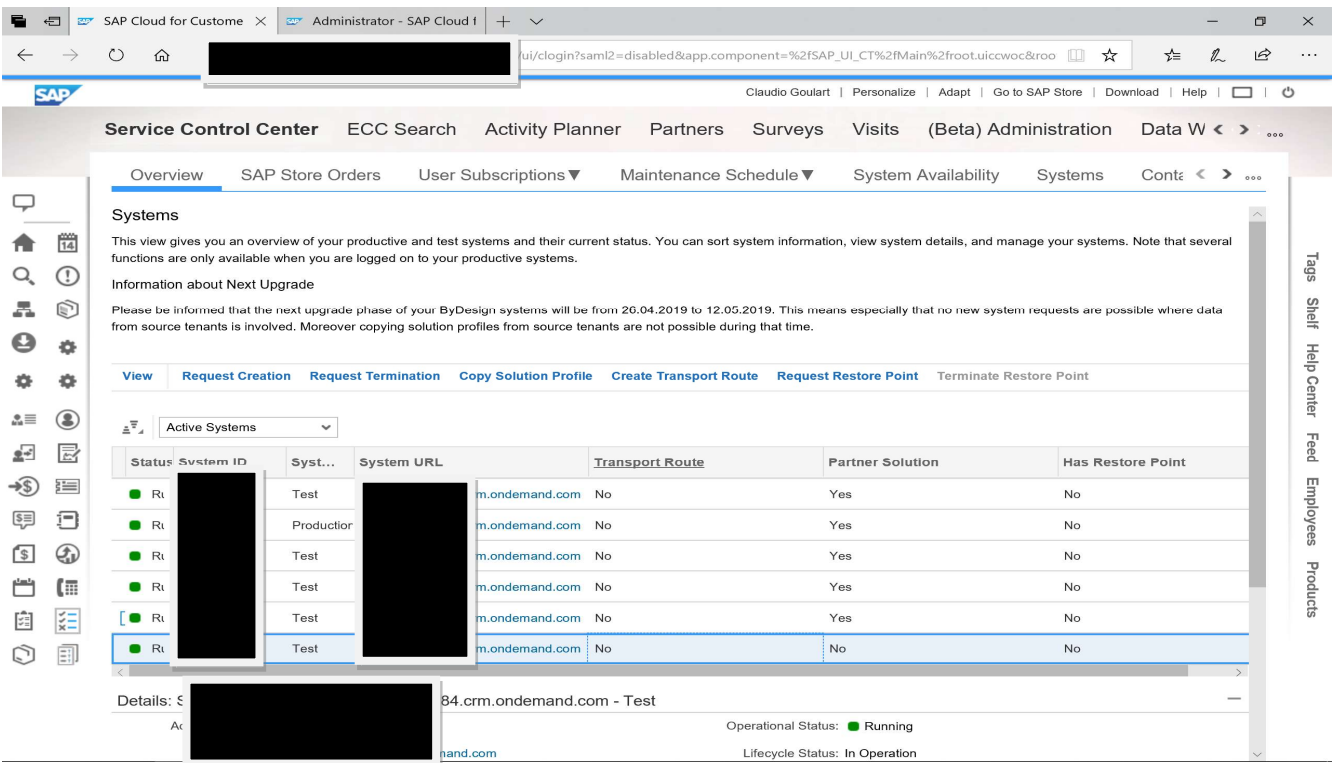 SAP Cloud for Custome
Administrator - SAP Cloud f
/ui/clogin?saml2=disabled&app.component=%2fSAP_UI_CT%2fMain%2froot.uiccwoc&roo
SAP
Claudio Goulart | Personalize | Adapt | Go to SAP Store | Download | Help
Service Control Center ECC Search Activity Planner Partners Surveys Visits (Beta) Administration Data W
Overview SAP Store Orders User Subscriptions Maintenance Schedule System Availability Systems Conta
14
Systems
This view gives you an overview of your productive and test systems and their current status. You can sort system information, view system details, and manage your systems. Note that several
functions are only available when you are logged on to your productive systems.
Information about Next Upgrade
Please be informed that the next upgrade phase of your ByDesign systems will be from 26.04.2019 to 12.05.2019. This means especially that no new system requests are possible where data
from source tenants is involved. Moreover copying solution profiles from source tenants are not possible during that time.
View Request Creation Request Termination Copy Solution Profile Create Transport Route Request Restore Point Terminate Restore Point
Active Systems
Status System ID Syst... System URL Transport Route Partner Solution Has Restore Point
Ru Test m.ondemand.com No Yes No
Ru Production m.ondemand.com No Yes No
Ru Test m.ondemand.com No Yes No
Ru Test m.ondemand.com No Yes No
Ru Test m.ondemand.com No Yes No
Ru Test m.ondemand.com No No No
Details: S 84.crm.ondemand.com - Test
Operational Status: Running
mand.com Lifecycle Status: In Operation
Tags
Shelf
Help Center
Feed
Employees
Products